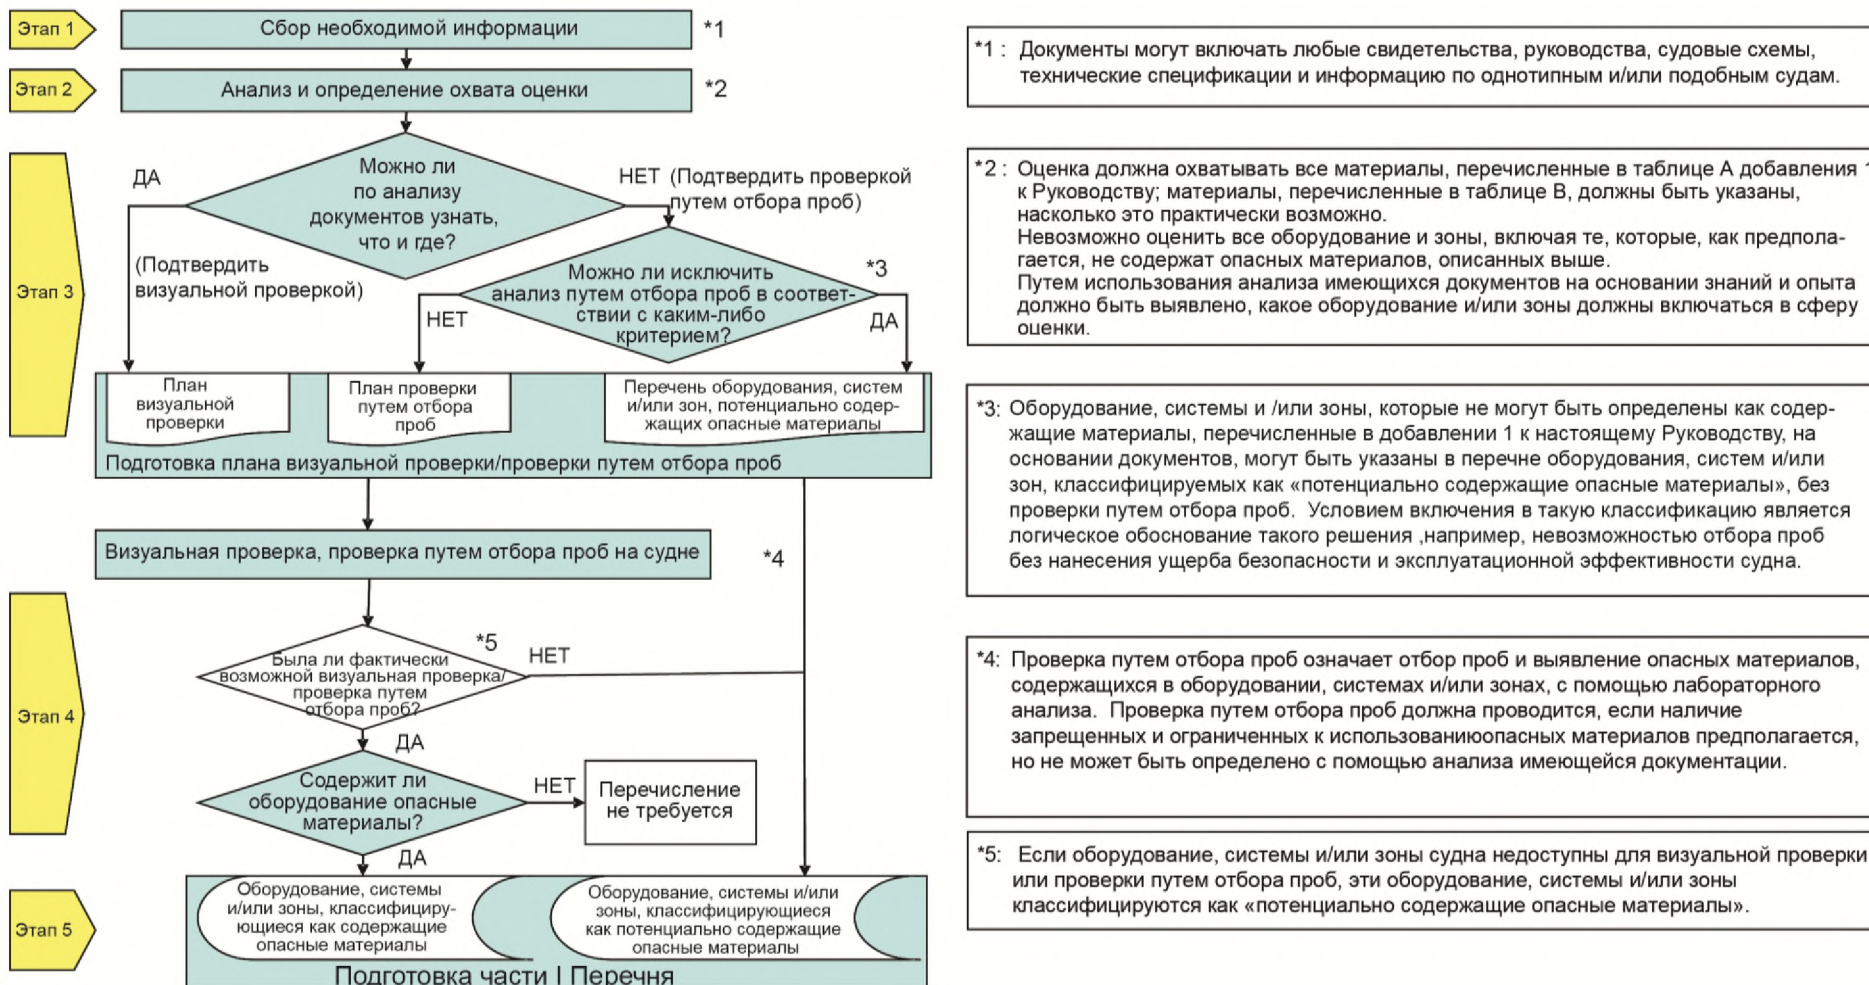 Этап 1
Сбор необходимой информации
*1
Этап 2
Анализ и определение охвата оценки
*2
Этап 3
Можно ли
по анализу
документов узнать,
что и где?
ДА
(Подтвердить
визуальной проверкой)
НЕТ (Подтвердить проверкой
путем отбора проб)
Можно ли исключить
анализ путем отбора проб в соответ-
ствии с каким-либо
критерием?
*3
НЕТ
ДА
План
визуальной
проверки
План проверки
путем отбора
проб
Перечень оборудования, систем
и/или зон, потенциально содер-
жащих опасные материалы
Подготовка плана визуальной проверки/проверки путем отбора проб
Визуальная проверка, проверка путем отбора проб на судне
*4
Этап 4
Была ли фактически
возможной визуальная проверка/
проверка путем
отбора проб?
*5
НЕТ
ДА
Содержит ли
оборудование опасные
материалы?
НЕТ
Перечисление
не требуется
ДА
Этап 5
Оборудование, системы
и/или зоны, классифициру-
ющиеся как содержащие
опасные материалы
Оборудование, системы и/или
зоны, классифицирующиеся
как потенциально содержащие
опасные материалы
Подготовка части I Перечня
*1 : Документы могут включать любые свидетельства, руководства, судовые схемы,
технические спецификации и информацию по однотипным и/или подобным судам.
*2 : Оценка должна охватывать все материалы, перечисленные в таблице A добавления 1
к Руководству; материалы, перечисленные в таблице B, должны быть указаны,
насколько это практически возможно.
Невозможно оценить все оборудование и зоны, включая те, которые, как предпола-
гается, не содержат опасных материалов, описанных выше.
Путем использования анализа имеющихся документов на основании знаний и опыта
должно быть выявлено, какое оборудование и/или зоны должны включаться в сферу
оценки.
*3: Оборудование, системы и /или зоны, которые не могут быть определены как содер-
жащие материалы, перечисленные в добавлении 1 к настоящему Руководству, на
основании документов, могут быть указаны в перечне оборудования, систем и/или
зон, классифицируемых как «потенциально содержащие опасные материалы», без
проверки путем отбора проб. Условием включения в такую классификацию является
логическое обоснование такого решения ,например, невозможностью отбора проб
без нанесения ущерба безопасности и эксплуатационной эффективности судна.
*4: Проверка путем отбора проб означает отбор проб и выявление опасных материалов,
содержащихся в оборудовании, системах и/или зонах, с помощью лабораторного
анализа. Проверка путем отбора проб должна проводится, если наличие
запрещенных и ограниченных к использованиюопасных материалов предполагается,
но не может быть определено с помощью анализа имеющейся документации.
*5: Если оборудование, системы и/или зоны судна недоступны для визуальной проверки
или проверки путем отбора проб, эти оборудование, системы и/или зоны
классифицируются как «потенциально содержащие опасные материалы».